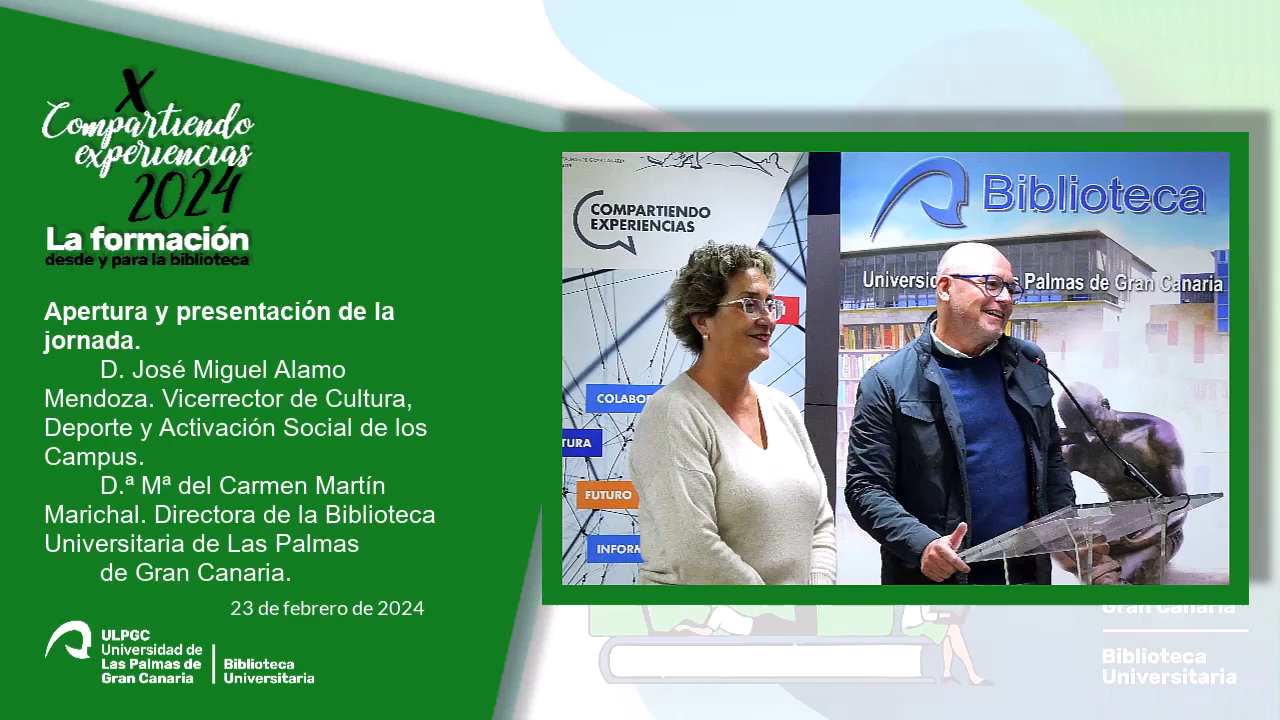 X
Compartiendo
experiencias
2024
La formación
desde y para la biblioteca
Apertura y presentación de la
jornada.
D. José Miguel Alamo
Mendoza. Vicerrector de Cultura,
Deporte y Activación Social de los
Campus.
D.ª Mª del Carmen Martín
Marichal. Directora de la Biblioteca
Universitaria de Las Palmas
de Gran Canaria.
23 de febrero de 2024
ULPGC
Universidad de
Las Palmas de
Gran Canaria
Biblioteca
Universitaria
COMPARTIENDO
EXPERIENCIAS
COLABOR
TURA
FUTURO
INFORM
Biblioteca
Universid
Palmas de Gran Canaria
Gran Canaria
Biblioteca
Universitaria